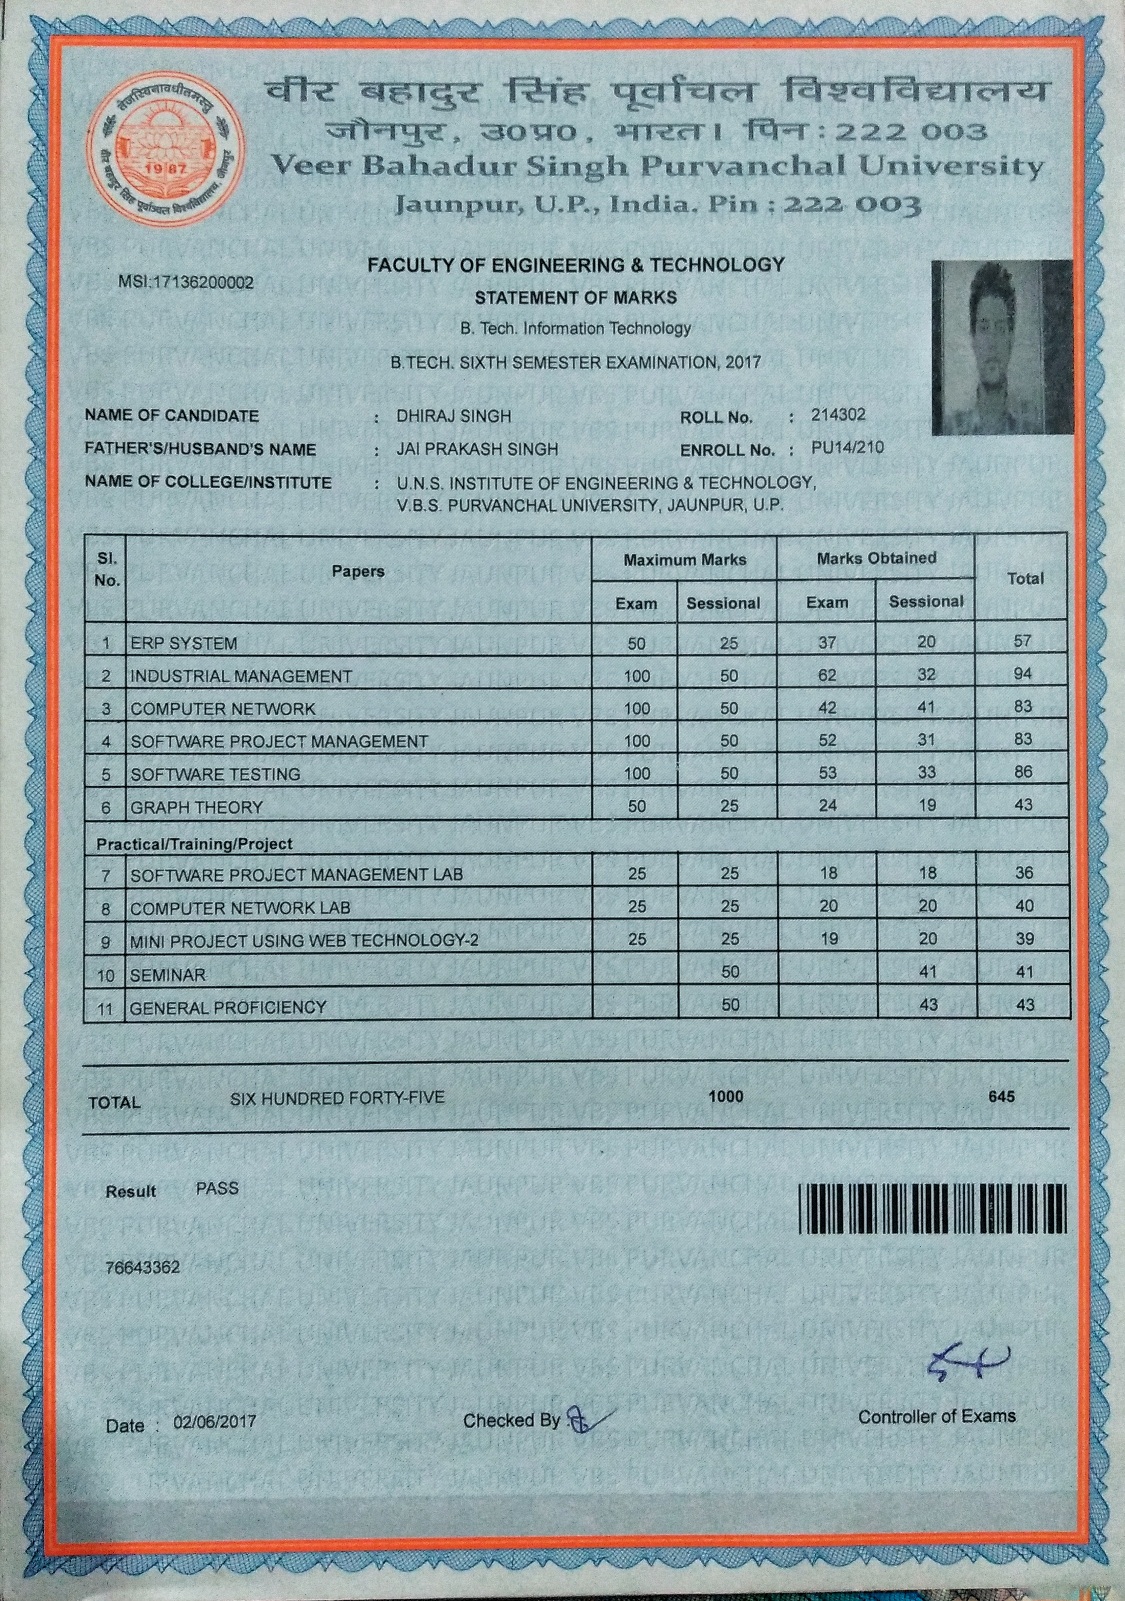 वीर बहादुर सिंह पूर्वांचल विश्वविद्यालय
जौनपुर, उ०प्र०, भारत। पिन : 222 003
Veer Bahadur Singh Purvanchal University
Jaunpur, U.P., India. Pin : 222 003
तेजस्विनावधीतमस्तु
1987
वीर बहादुर सिंह पूर्वांचल विश्वविद्यालय, जौनपुर
MSI:17136200002
FACULTY OF ENGINEERING & TECHNOLOGY
STATEMENT OF MARKS
B. Tech. Information Technology
B.TECH. SIXTH SEMESTER EXAMINATION, 2017
NAME OF CANDIDATE : DHIRAJ SINGH ROLL No. : 214302
FATHER'S/HUSBAND'S NAME : JAI PRAKASH SINGH ENROLL No. : PU14/210
NAME OF COLLEGE/INSTITUTE : U.N.S. INSTITUTE OF ENGINEERING & TECHNOLOGY,
V.B.S. PURVANCHAL UNIVERSITY, JAUNPUR, U.P.
Sl. No. Papers Maximum Marks Marks Obtained Total
Exam Sessional Exam Sessional
1 ERP SYSTEM 50 25 37 20 57
2 INDUSTRIAL MANAGEMENT 100 50 62 32 94
3 COMPUTER NETWORK 100 50 42 41 83
4 SOFTWARE PROJECT MANAGEMENT 100 50 52 31 83
5 SOFTWARE TESTING 100 50 53 33 86
6 GRAPH THEORY 50 25 24 19 43
Practical/Training/Project
7 SOFTWARE PROJECT MANAGEMENT LAB 25 25 18 18 36
8 COMPUTER NETWORK LAB 25 25 20 20 40
9 MINI PROJECT USING WEB TECHNOLOGY-2 25 25 19 20 39
10 SEMINAR 50 41 41
11 GENERAL PROFICIENCY 50 43 43
TOTAL SIX HUNDRED FORTY-FIVE 1000 645
Result PASS
76643362
Date : 02/06/2017 Checked By : Controller of Exams